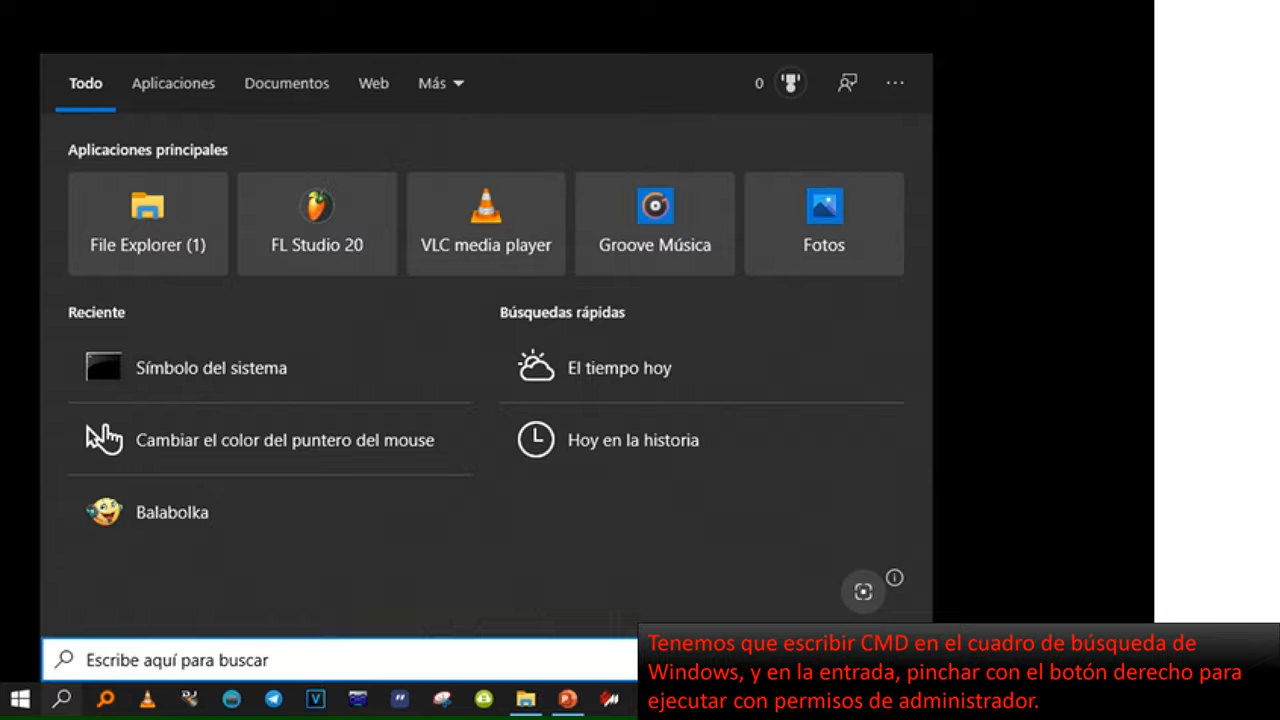 Todo Aplicaciones Documentos Web Más 0
Aplicaciones principales
File Explorer (1) FL Studio 20 VLC media player Groove Música Fotos
Reciente Búsquedas rápidas
Símbolo del sistema El tiempo hoy
Cambiar el color del puntero del mouse Hoy en la historia
Balabolka
Escribe aquí para buscar
Tenemos que escribir CMD en el cuadro de búsqueda de
Windows, y en la entrada, pinchar con el botón derecho para
ejecutar con permisos de administrador.